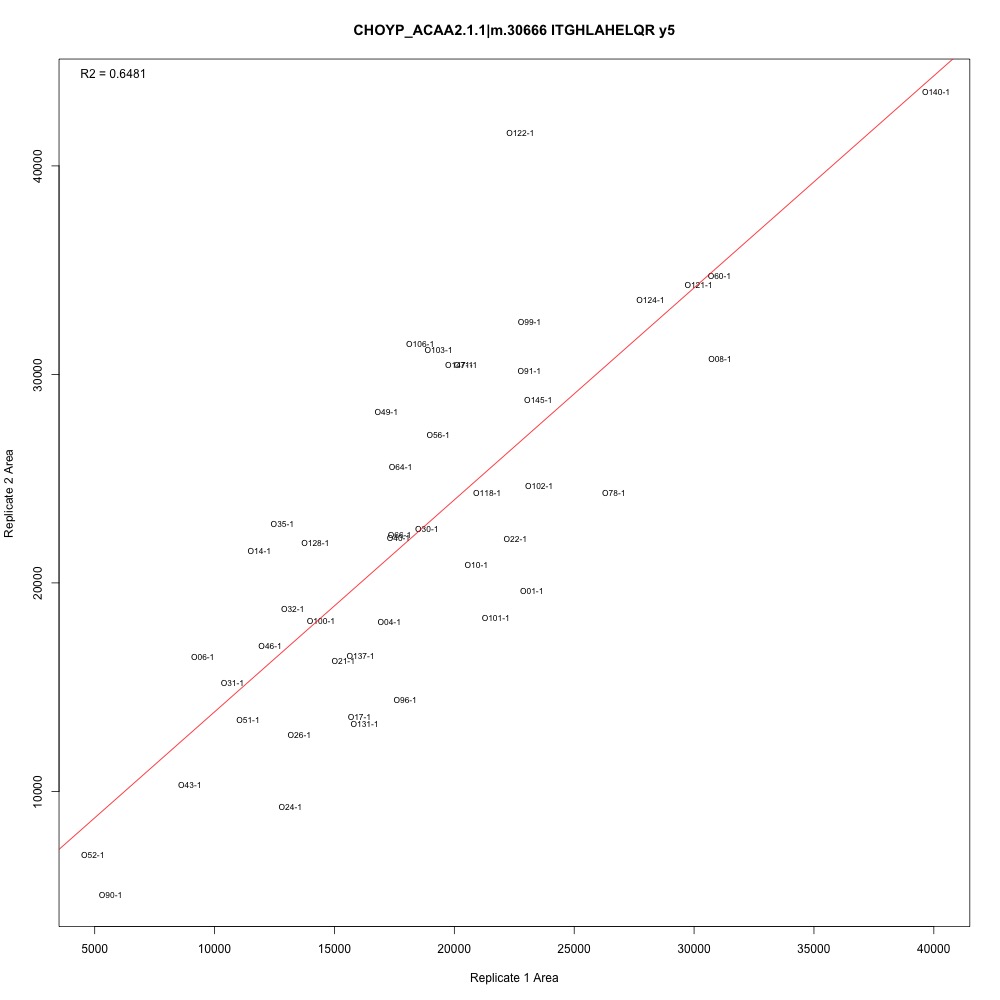 CHOYP_ACAA2.1.1|m.30666 ITGHLAHELQR y5
R2 = 0.6481
O140-1
O122-1
40000
O60-1
O121-1
O124-1
O99-1
O106-1
O103-1
O08-1
O91-1
30000
O145-1
O49-1
O56-1
O64-1
O102-1
O118-1
O78-1
O35-1
O30-1
O66-1
O40-1
O22-1
O128-1
O14-1
O10-1
20000
O01-1
O32-1
O101-1
O100-1
O04-1
O46-1
O137-1
O06-1
O21-1
O31-1
O96-1
O17-1
O51-1
O131-1
O26-1
O43-1
10000
O24-1
O52-1
O90-1
Replicate 2 Area
5000 10000 15000 20000 25000 30000 35000 40000
Replicate 1 Area